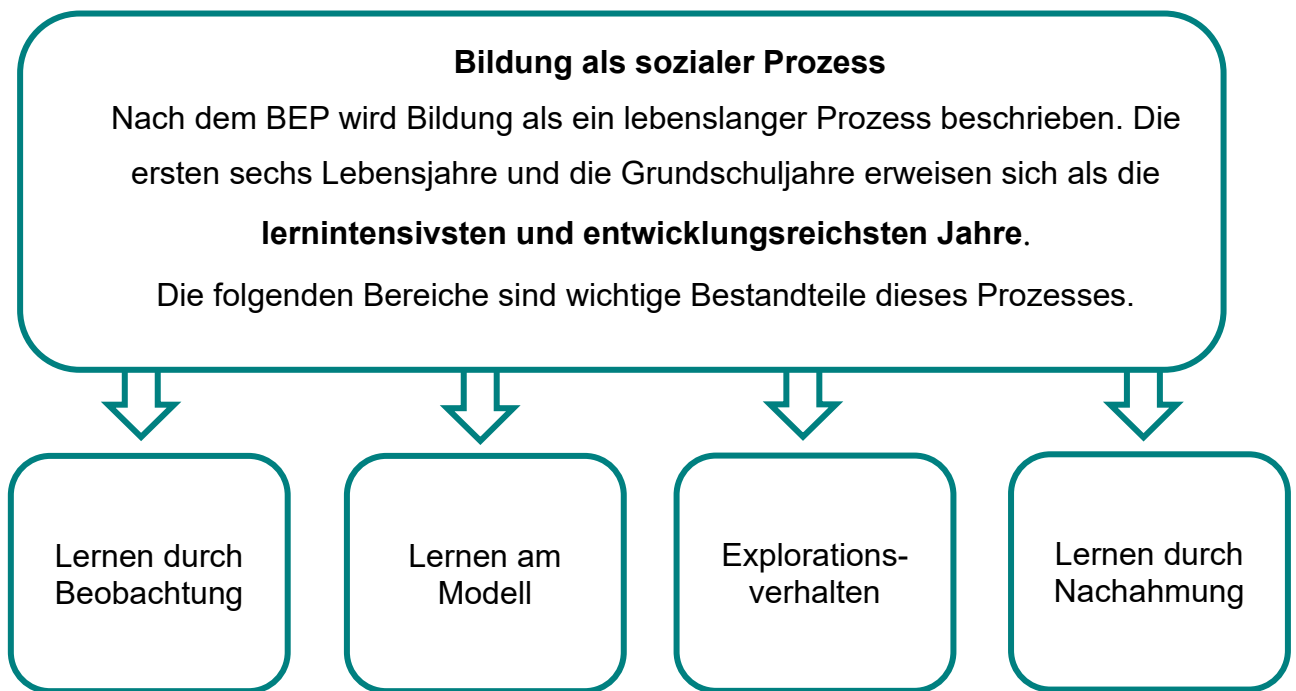 Bildung als sozialer Prozess
Nach dem BEP wird Bildung als ein lebenslanger Prozess beschrieben. Die
ersten sechs Lebensjahre und die Grundschuljahre erweisen sich als die
lernintensivsten und entwicklungsreichsten Jahre.
Die folgenden Bereiche sind wichtige Bestandteile dieses Prozesses.
Lernen durch
Beobachtung
Lernen am
Modell
Explorations-
verhalten
Lernen durch
Nachahmung